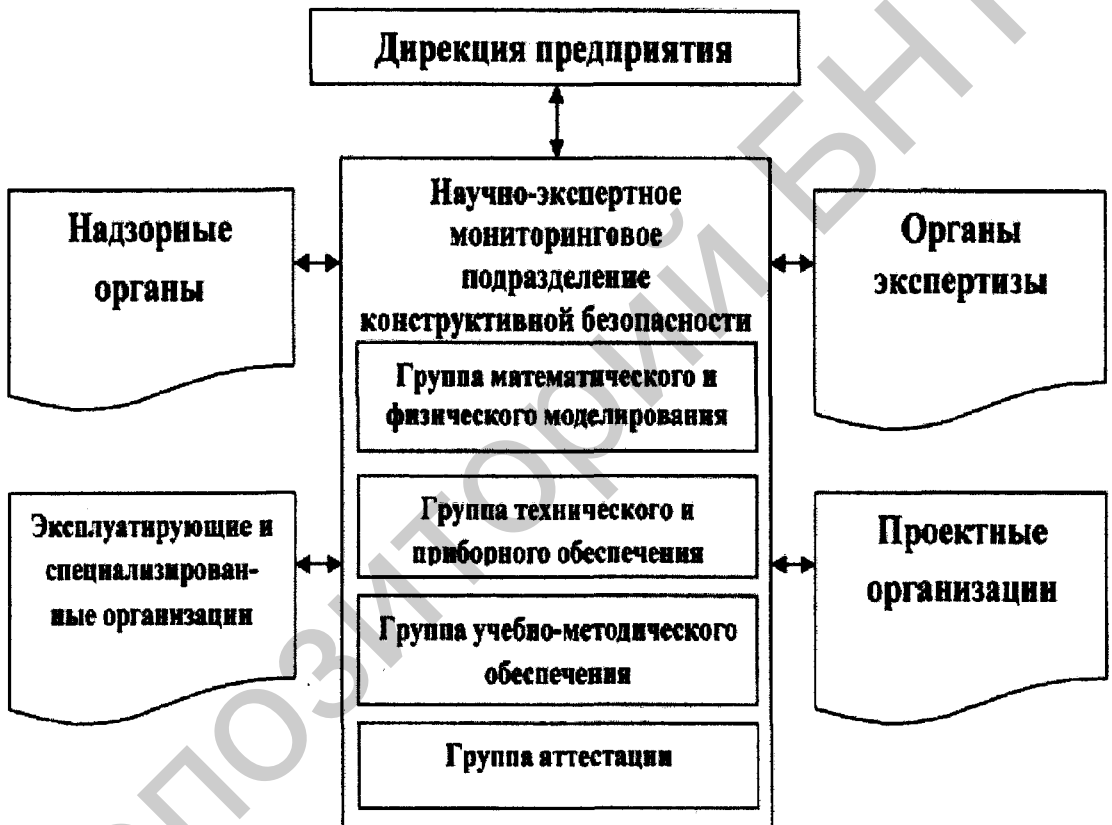 Дирекция предприятия
Научно-экспертное
мониторинговое
подразделение
конструктивной безопасности
Надзорные
органы
Органы
экспертизы
Группа математического и
физического моделирования
Эксплуатирующие и
специализирован-
ные организации
Группа технического и
приборного обеспечения
Проектные
организации
Группа учебно-методического
обеспечения
Группа аттестации